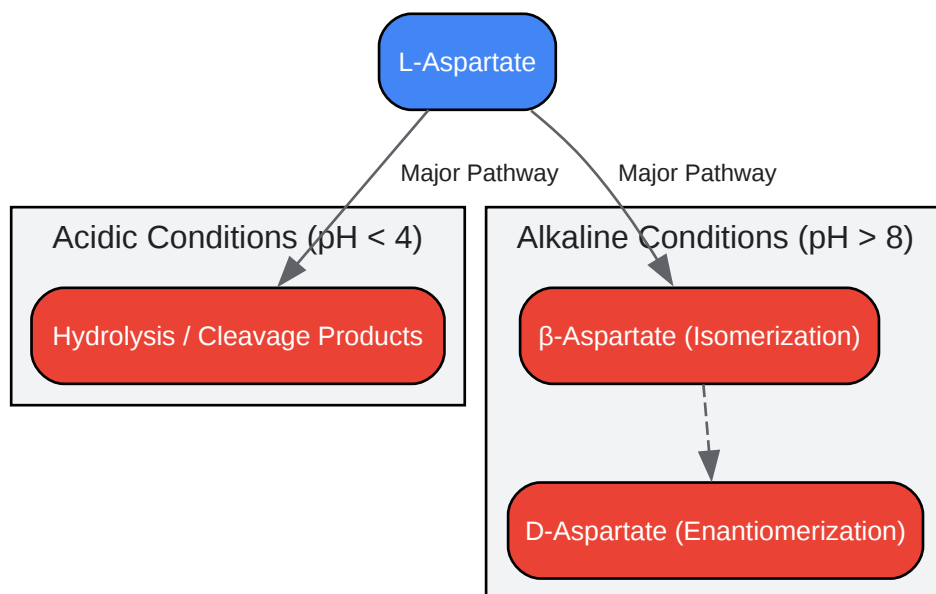 L-Aspartate
Major Pathway
Major Pathway
Acidic Conditions (pH < 4)
Alkaline Conditions (pH > 8)
Hydrolysis / Cleavage Products
β-Aspartate (Isomerization)
D-Aspartate (Enantiomerization)